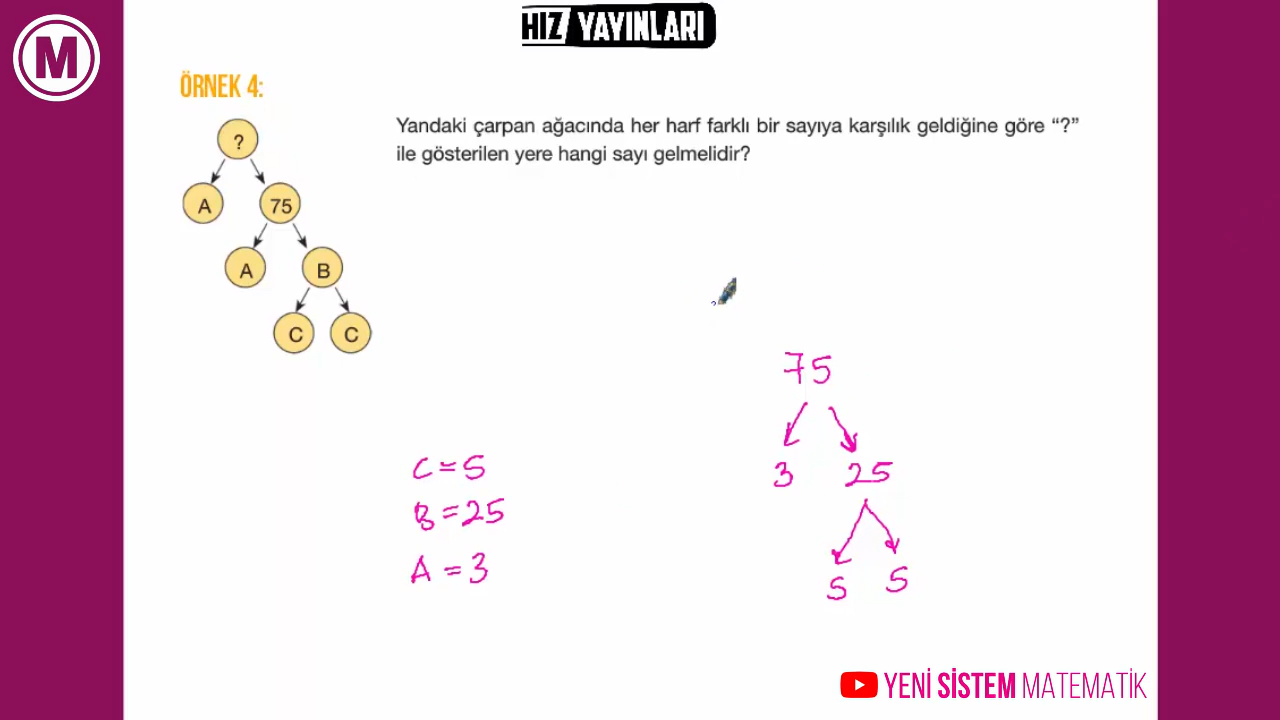 HIZ YAYINLARI
M
ÖRNEK 4:
Yandaki çarpan ağacında her harf farklı bir sayıya karşılık geldiğine göre “?”
ile gösterilen yere hangi sayı gelmelidir?
?
A 75
A B
C C
75
3 25
5 5
C=5
B=25
A=3
YENİ SİSTEM MATEMATİK